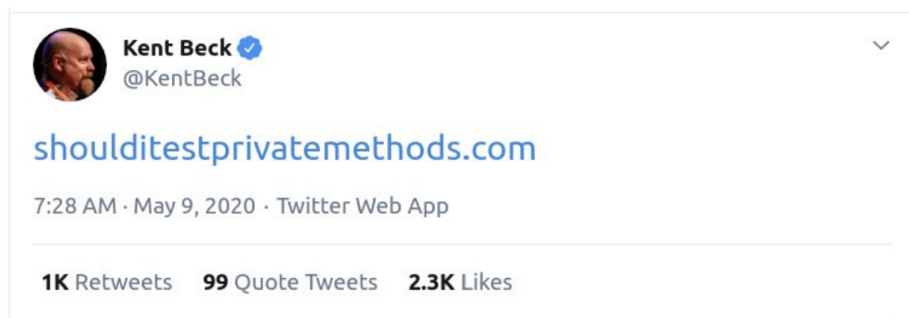 Kent Beck
@KentBeck
shoulditestprivatemethods.com
7:28 AM · May 9, 2020 · Twitter Web App
1K Retweets 99 Quote Tweets 2.3K Likes